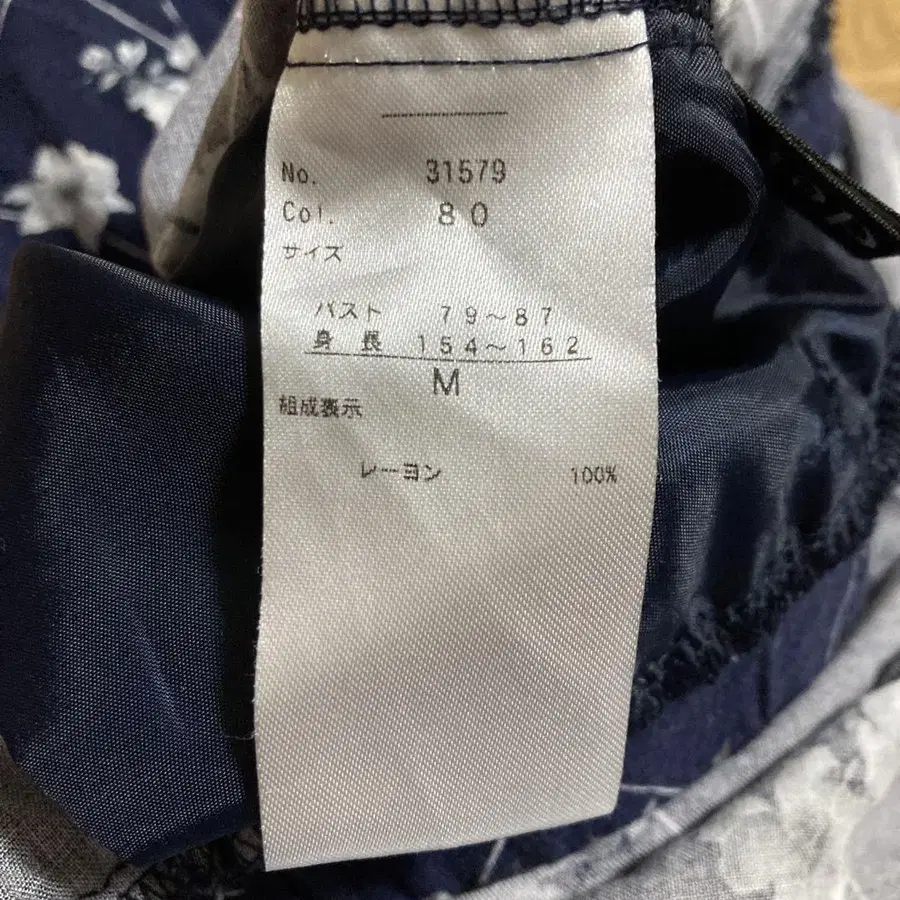 No. 31579
Col. 80
サイズ
バスト 79～87
身長 154～162
M
組成表示
レーヨン 100%